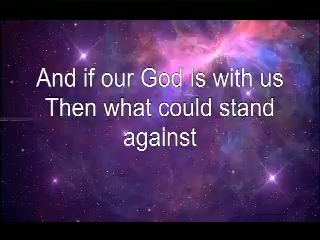 And if our God is with us
Then what could stand
against